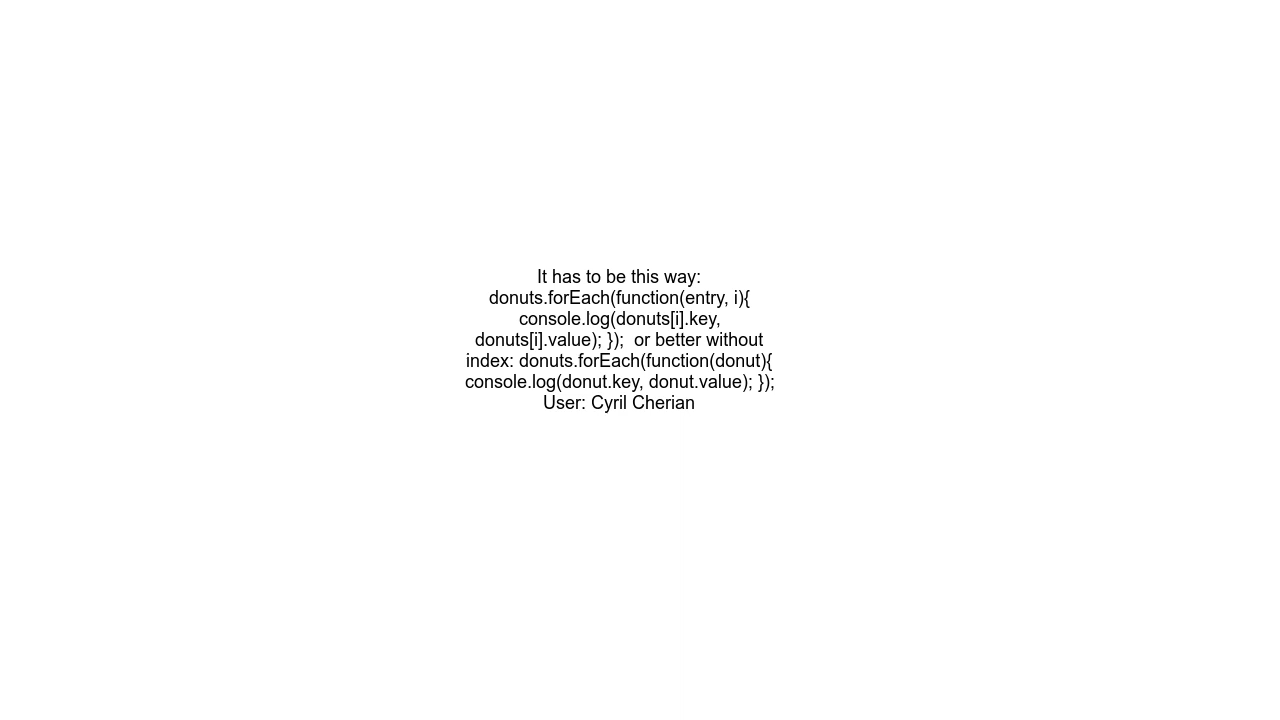 It has to be this way:
donuts.forEach(function(entry, i){
console.log(donuts[i].key,
donuts[i].value); });  or better without
index: donuts.forEach(function(donut){
console.log(donut.key, donut.value); });
User: Cyril Cherian